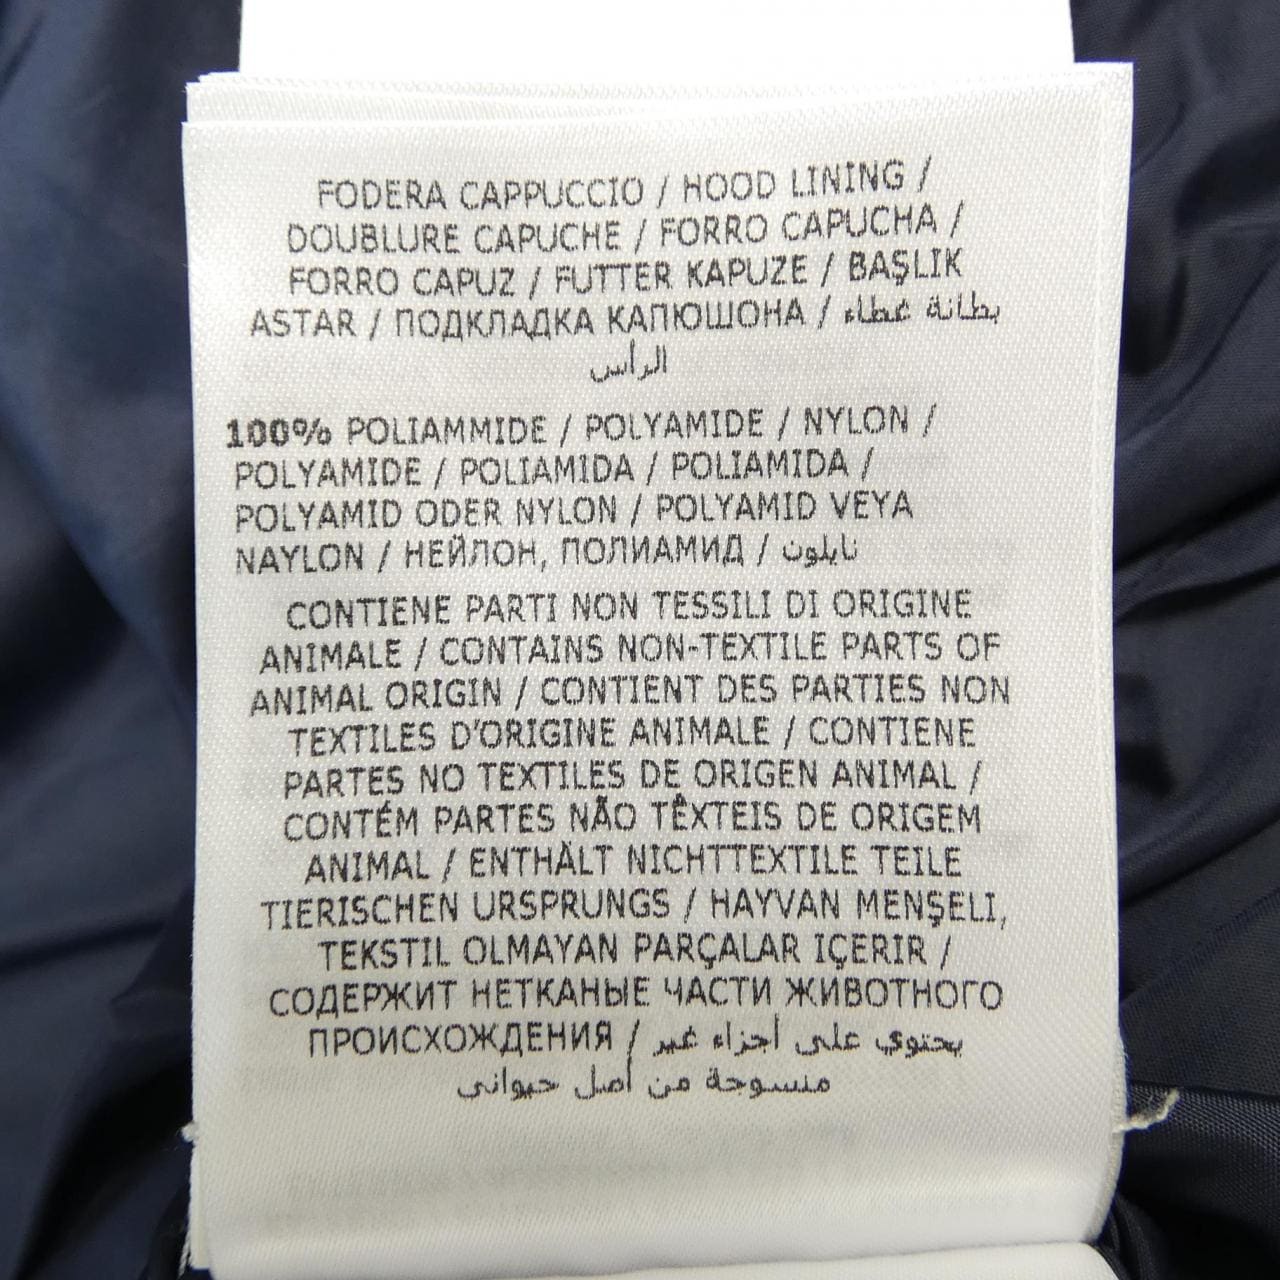 FODERA CAPPUCCIO / HOOD LINING /
DOUBLURE CAPUCHE / FORRO CAPUCHA /
FORRO CAPUZ / FUTTER KAPUZE / BAŞLIK
ASTAR / ПОДКЛАДКА КАПЮШОНА / بطانة غطاء
الرأس
100% POLIAMMIDE / POLYAMIDE / NYLON /
POLYAMIDE / POLIAMIDA / POLIAMIDA /
POLYAMID ODER NYLON / POLYAMID VEYA
NAYLON / НЕЙЛОН, ПОЛИАМИД / نايلون
CONTIENE PARTI NON TESSILI DI ORIGINE
ANIMALE / CONTAINS NON-TEXTILE PARTS OF
ANIMAL ORIGIN / CONTIENT DES PARTIES NON
TEXTILES D'ORIGINE ANIMALE / CONTIENE
PARTES NO TEXTILES DE ORIGEN ANIMAL /
CONTÉM PARTES NÃO TÊXTEIS DE ORIGEM
ANIMAL / ENTHÄLT NICHTTEXTILE TEILE
TIERISCHEN URSPRUNGS / HAYVAN MENŞELI,
TEKSTIL OLMAYAN PARÇALAR IÇERIR /
СОДЕРЖИТ НЕТКАНЫЕ ЧАСТИ ЖИВОТНОГО
ПРОИСХОЖДЕНИЯ / يحتوي على أجزاء غير
منسوجة من أصل حيوانى